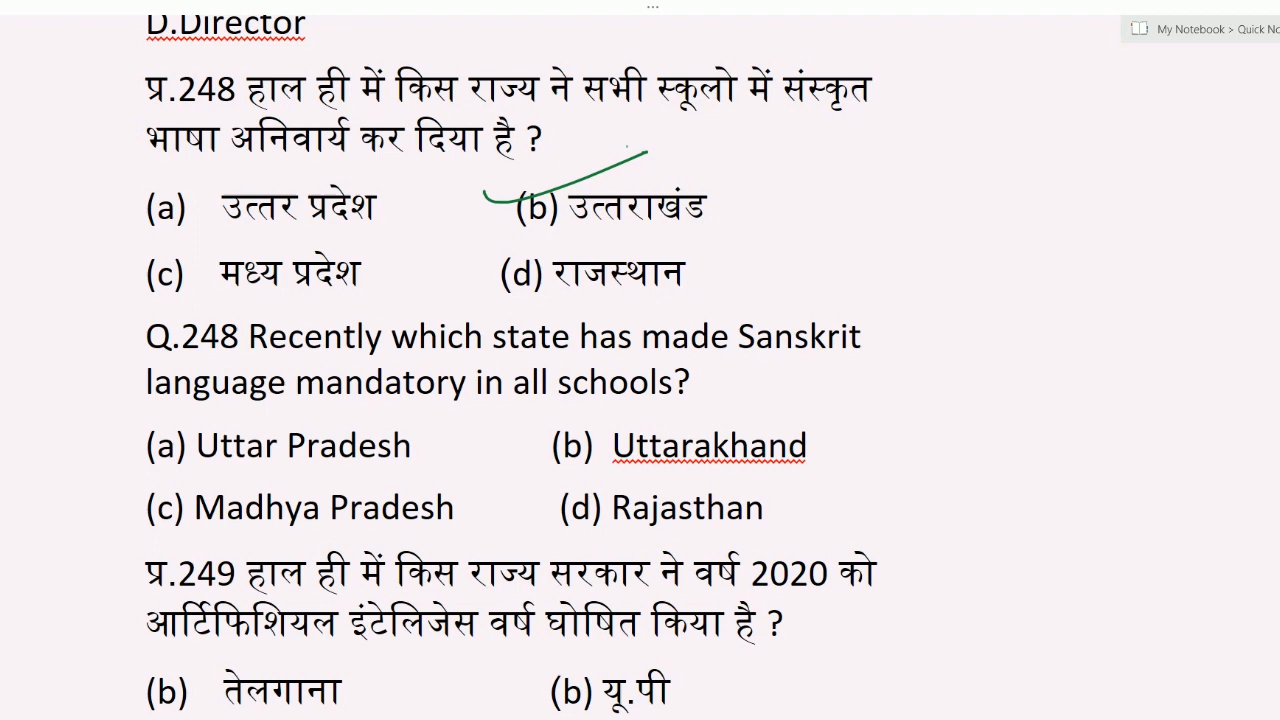 ...
My Notebook > Quick No
D.Director
प्र.248 हाल ही में किस राज्य ने सभी स्कूलो में संस्कृत
भाषा अनिवार्य कर दिया है ?
(a) उत्तर प्रदेश (b) उत्तराखंड
(c) मध्य प्रदेश (d) राजस्थान
Q.248 Recently which state has made Sanskrit
language mandatory in all schools?
(a) Uttar Pradesh (b) Uttarakhand
(c) Madhya Pradesh (d) Rajasthan
प्र.249 हाल ही में किस राज्य सरकार ने वर्ष 2020 को
आर्टिफिशियल इंटेलिजेस वर्ष घोषित किया है ?
(b) तेलगाना (b) यू.पी